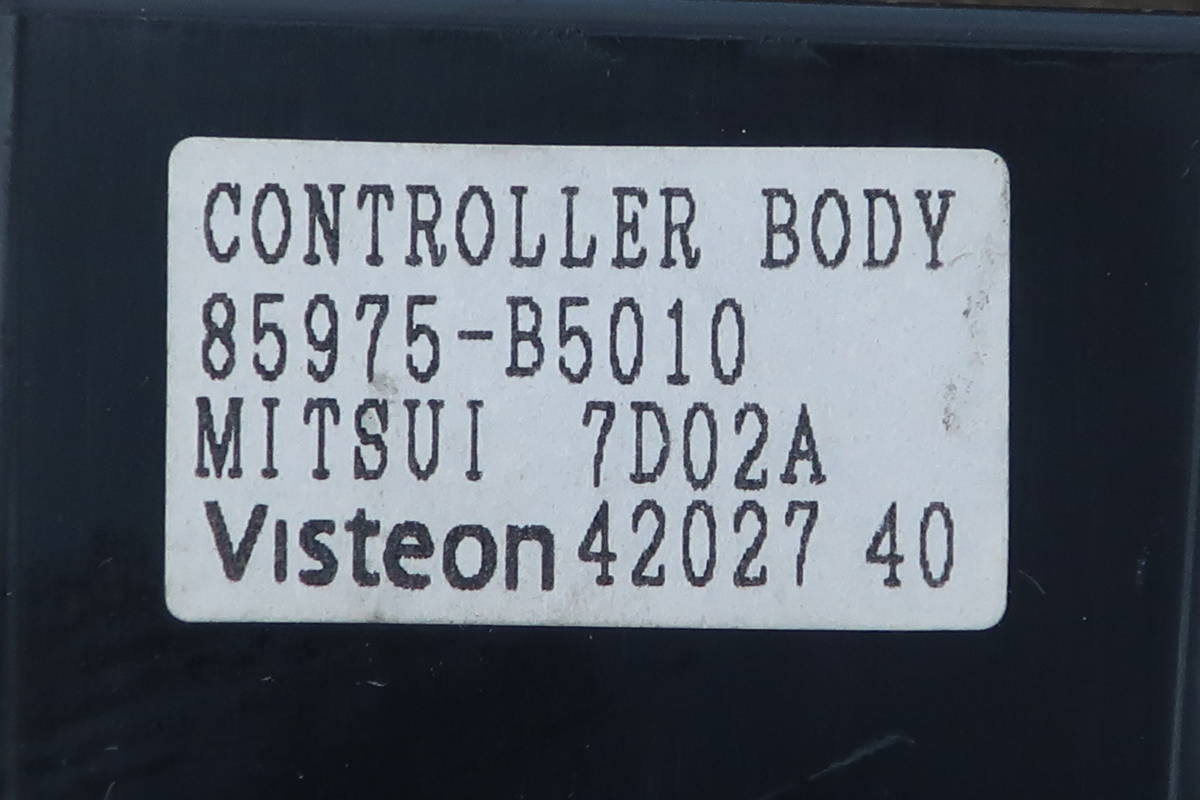 CONTROLLER BODY
85975-B5010
MITSUI 7D02A
Visteon 42027 40